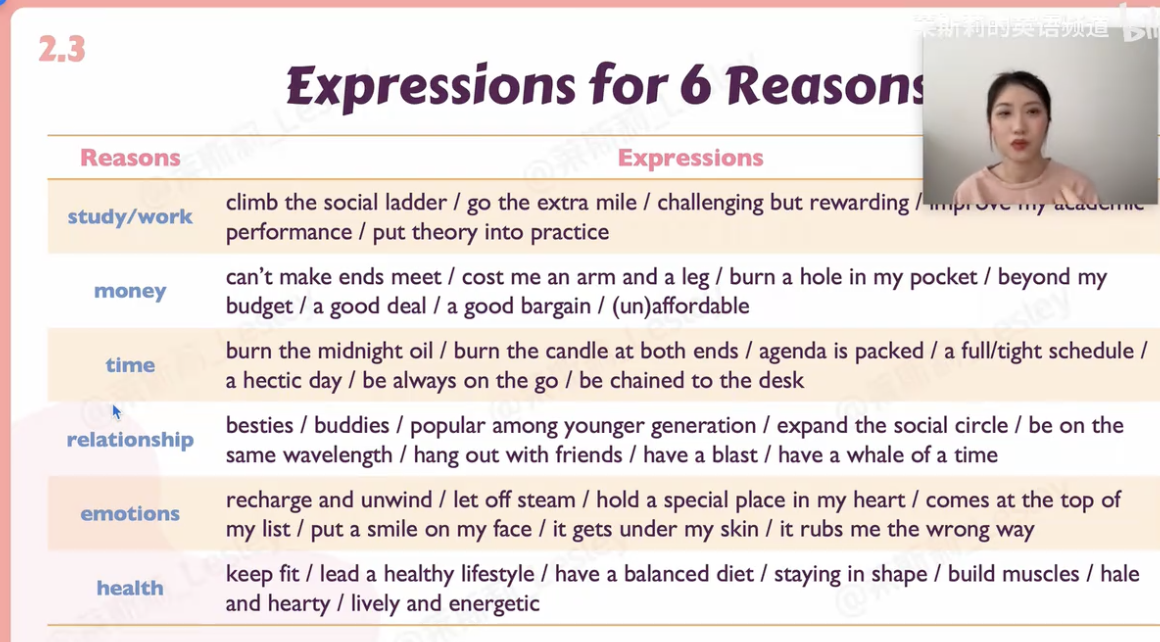 莱斯莉的英语频道 bili
2.3
Expressions for 6 Reasons
Reasons Expressions
study/work
climb the social ladder / go the extra mile / challenging but rewarding / improve my academic
performance / put theory into practice
money
can't make ends meet / cost me an arm and a leg / burn a hole in my pocket / beyond my
budget / a good deal / a good bargain / (un)affordable
time
burn the midnight oil / burn the candle at both ends / agenda is packed / a full/tight schedule /
a hectic day / be always on the go / be chained to the desk
relationship
besties / buddies / popular among younger generation / expand the social circle / be on the
same wavelength / hang out with friends / have a blast / have a whale of a time
emotions
recharge and unwind / let off steam / hold a special place in my heart / comes at the top of
my list / put a smile on my face / it gets under my skin / it rubs me the wrong way
health
keep fit / lead a healthy lifestyle / have a balanced diet / staying in shape / build muscles / hale
and hearty / lively and energetic